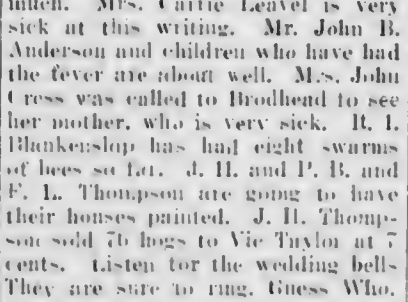 much. Mrs. Carrie Leavel is very
sick at this writing. Mr. John B.
Anderson and children who have had
the fever are about well. Mrs. John
Cress was called to Brodhead to see
her mother, who is very sick. R. I.
Blankenship has had eight swarms
of bees so far. J. H. and P. B. and
F. L. Thompson are going to have
their houses painted. J. H. Thomp-
son sold 76 hogs to Vic Taylor at 7
cents. Listen for the wedding bells
They are sure to ring. Guess Who.